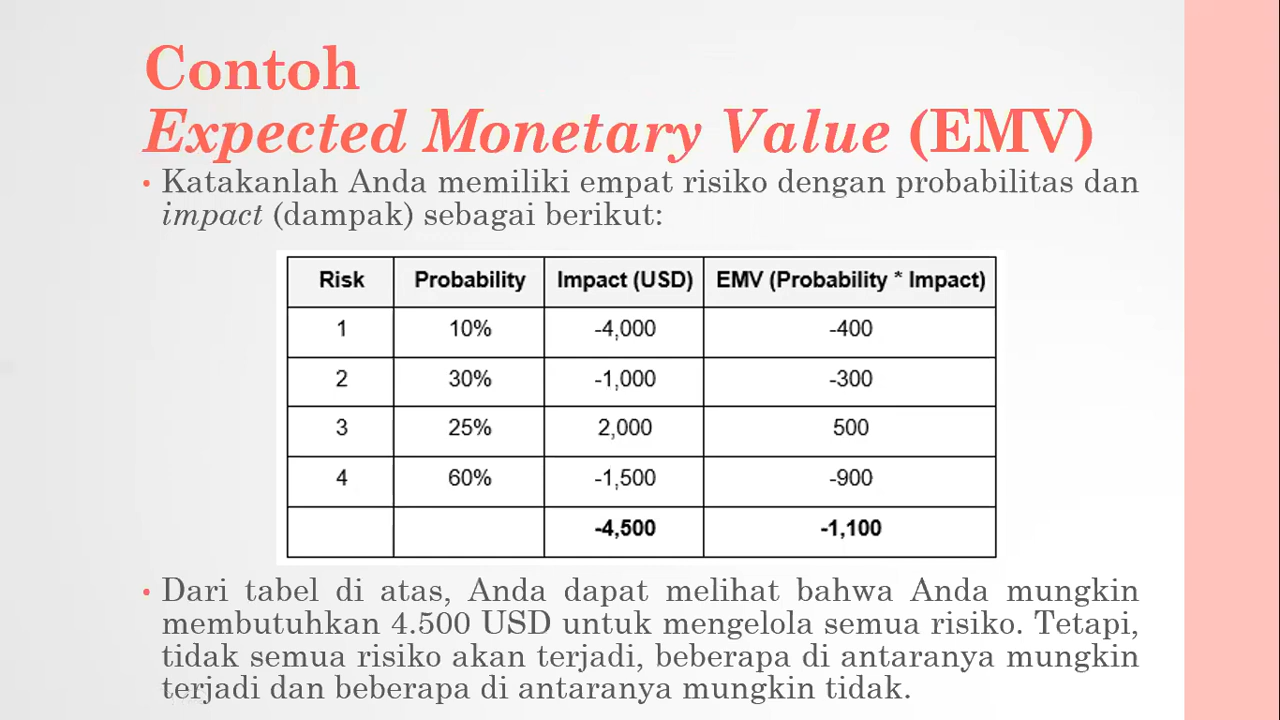 Contoh
Expected Monetary Value (EMV)
• Katakanlah Anda memiliki empat risiko dengan probabilitas dan
impact (dampak) sebagai berikut:
Risk Probability Impact (USD) EMV (Probability * Impact)
1 10% -4,000 -400
2 30% -1,000 -300
3 25% 2,000 500
4 60% -1,500 -900
-4,500 -1,100
• Dari tabel di atas, Anda dapat melihat bahwa Anda mungkin
membutuhkan 4.500 USD untuk mengelola semua risiko. Tetapi,
tidak semua risiko akan terjadi, beberapa di antaranya mungkin
terjadi dan beberapa di antaranya mungkin tidak.